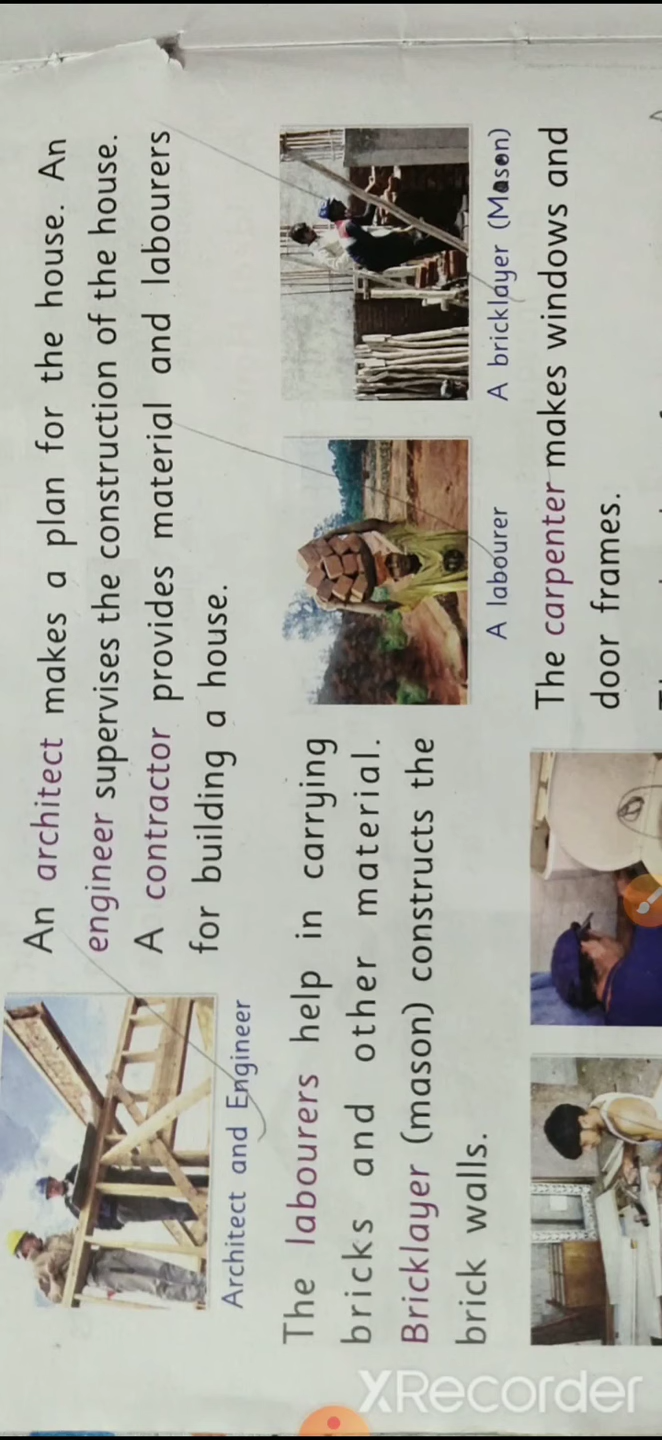 An architect makes a plan for the house. An
engineer supervises the construction of the house.
A contractor provides material and labourers
for building a house.
Architect and Engineer
The labourers help in carrying
bricks and other material.
Bricklayer (mason) constructs the
brick walls.
A labourer
A bricklayer (Mason)
The carpenter makes windows and
door frames.
XRecorder